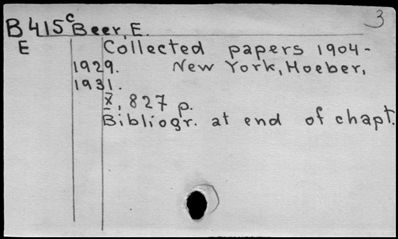 3
B415c Beer, E.
E Collected papers 1904-
1929. New York, Hoeber,
1931.
X, 827 p.
Bibliogr. at end of chapt.